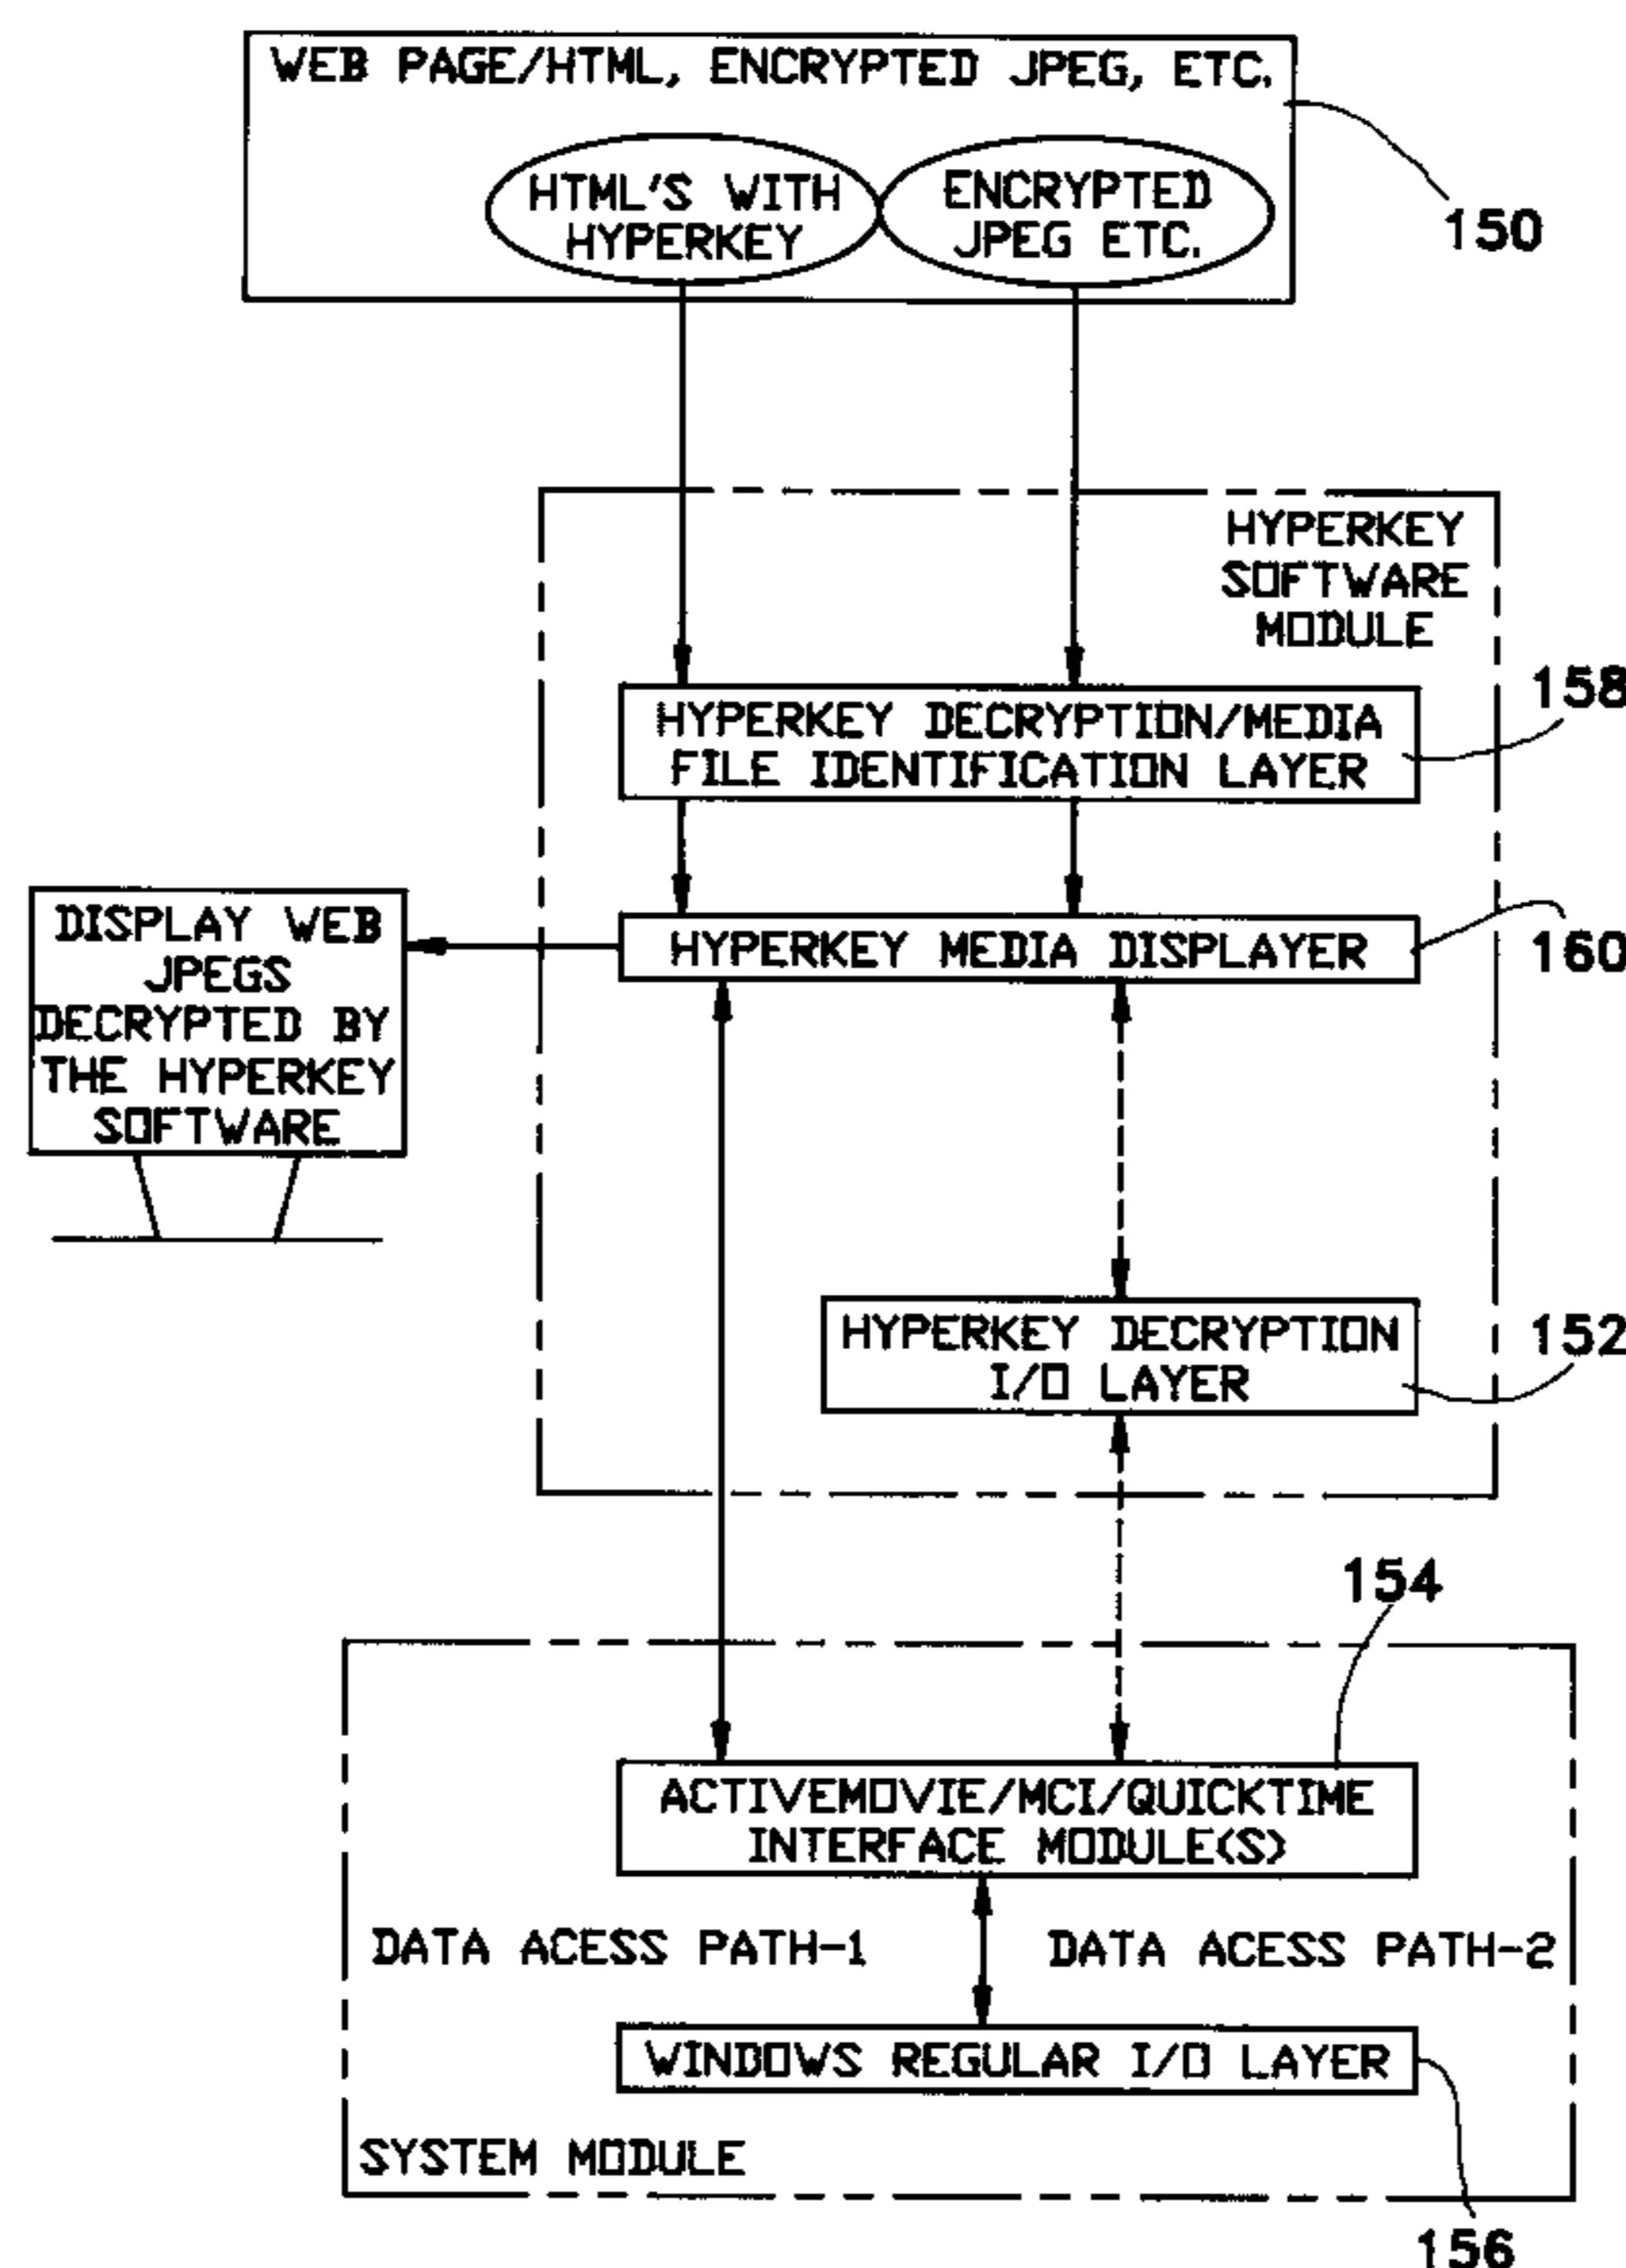 WEB PAGE/HTML, ENCRYPTED JPEG, ETC.
HTML'S WITH
HYPERKEY
ENCRYPTED
JPEG ETC.
150
HYPERKEY
SOFTWARE
MODULE
158
HYPERKEY DECRYPTION/MEDIA
FILE IDENTIFICATION LAYER
DISPLAY WEB
JPEGS
DECRYPTED BY
THE HYPERKEY
SOFTWARE
HYPERKEY MEDIA DISPLAYER
160
HYPERKEY DECRYPTION
I/O LAYER
152
154
ACTIVEMOVIE/MCI/QUICKTIME
INTERFACE MODULE(S)
DATA ACESS PATH-1
DATA ACESS PATH-2
WINDOWS REGULAR I/O LAYER
SYSTEM MODULE
156